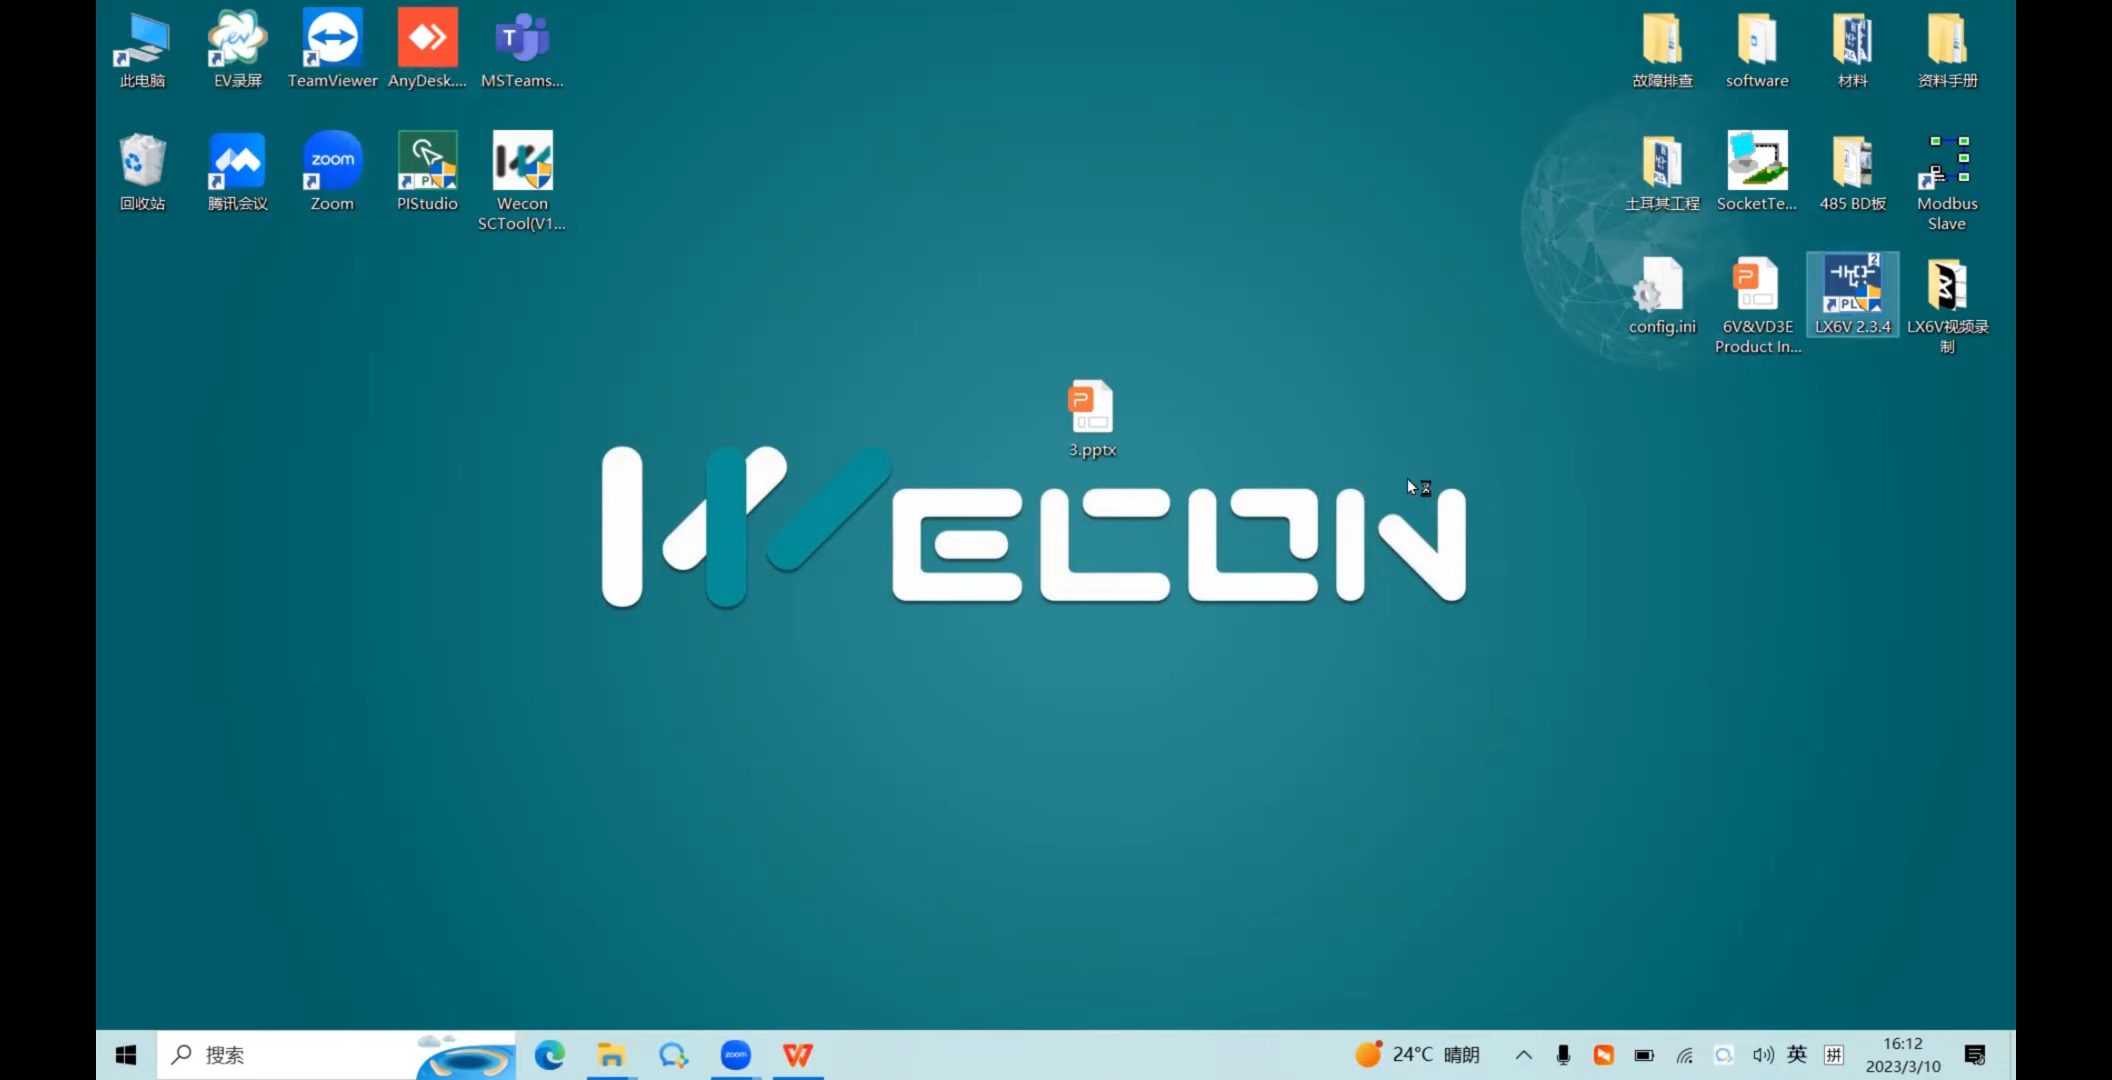 此电脑
EV录屏
TeamViewer
AnyDesk....
MSTeams...
故障排查
software
材料
资料手册
回收站
腾讯会议
zoom
Zoom
PIStudio
Wecon
SCTool(V1...
土耳其工程
SocketTe...
485 BD板
Modbus
Slave
config.ini
6V&VD3E
Product In...
LX6V 2.3.4
LX6V视频录
制
3.pptx
WECON
搜索
zoom
24°C 晴朗
英
拼
16:12
2023/3/10